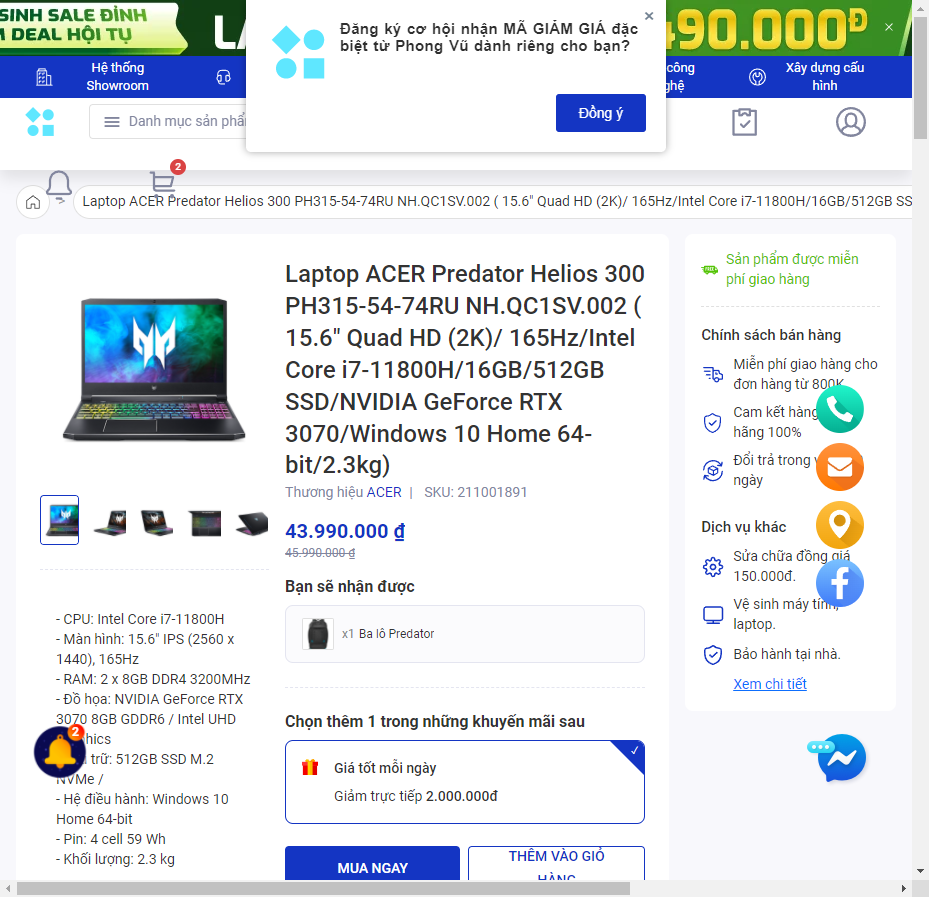 SINH SALE ĐỈNH
DEAL HỘI TỤ
490.000Đ
Đăng ký cơ hội nhận MÃ GIẢM GIÁ đặc
biệt từ Phong Vũ dành riêng cho bạn?
Đồng ý
Hệ thống
Showroom
công
Xây dựng cấu
hình
Danh mục sản
2
Laptop ACER Predator Helios 300 PH315-54-74RU NH.QC1SV.002 ( 15.6" Quad HD (2K)/ 165Hz/Intel Core i7-11800H/16GB/512GB SS
Laptop ACER Predator Helios 300
PH315-54-74RU NH.QC1SV.002 (
15.6" Quad HD (2K)/ 165Hz/Intel
Core i7-11800H/16GB/512GB
SSD/NVIDIA GeForce RTX
3070/Windows 10 Home 64-
bit/2.3kg)
Thương hiệu ACER | SKU: 211001891
43.990.000 ₫
45.990.000 ₫
Bạn sẽ nhận được
x1 Ba lô Predator
Chọn thêm 1 trong những khuyến mãi sau
Giá tốt mỗi ngày
Giảm trực tiếp 2.000.000đ
MUA NGAY
THÊM VÀO GIỎ
HÀNG
- CPU: Intel Core i7-11800H
- Màn hình: 15.6" IPS (2560 x
1440), 165Hz
- RAM: 2 x 8GB DDR4 3200MHz
- Đồ họa: NVIDIA GeForce RTX
3070 8GB GDDR6 / Intel UHD
hics
2
trữ: 512GB SSD M.2
NVMe /
- Hệ điều hành: Windows 10
Home 64-bit
- Pin: 4 cell 59 Wh
- Khối lượng: 2.3 kg
FREE
Sản phẩm được miễn
phí giao hàng
Chính sách bán hàng
Miễn phí giao hàng cho
đơn hàng từ 800K
Cam kết hàng
hãng 100%
Đổi trả trong
ngày
Dịch vụ khác
Sửa chữa đồng giá
150.000đ.
Vệ sinh máy tính,
laptop.
Bảo hành tại nhà.
Xem chi tiết